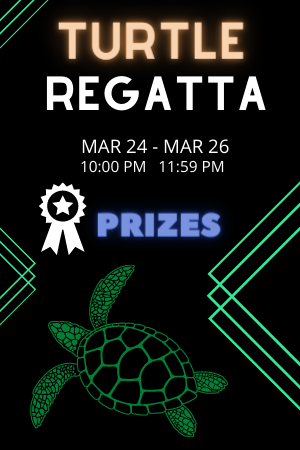 TURTLE
REGATTA
MAR 24 - MAR 26
10:00 PM 11:59 PM
PRIZES